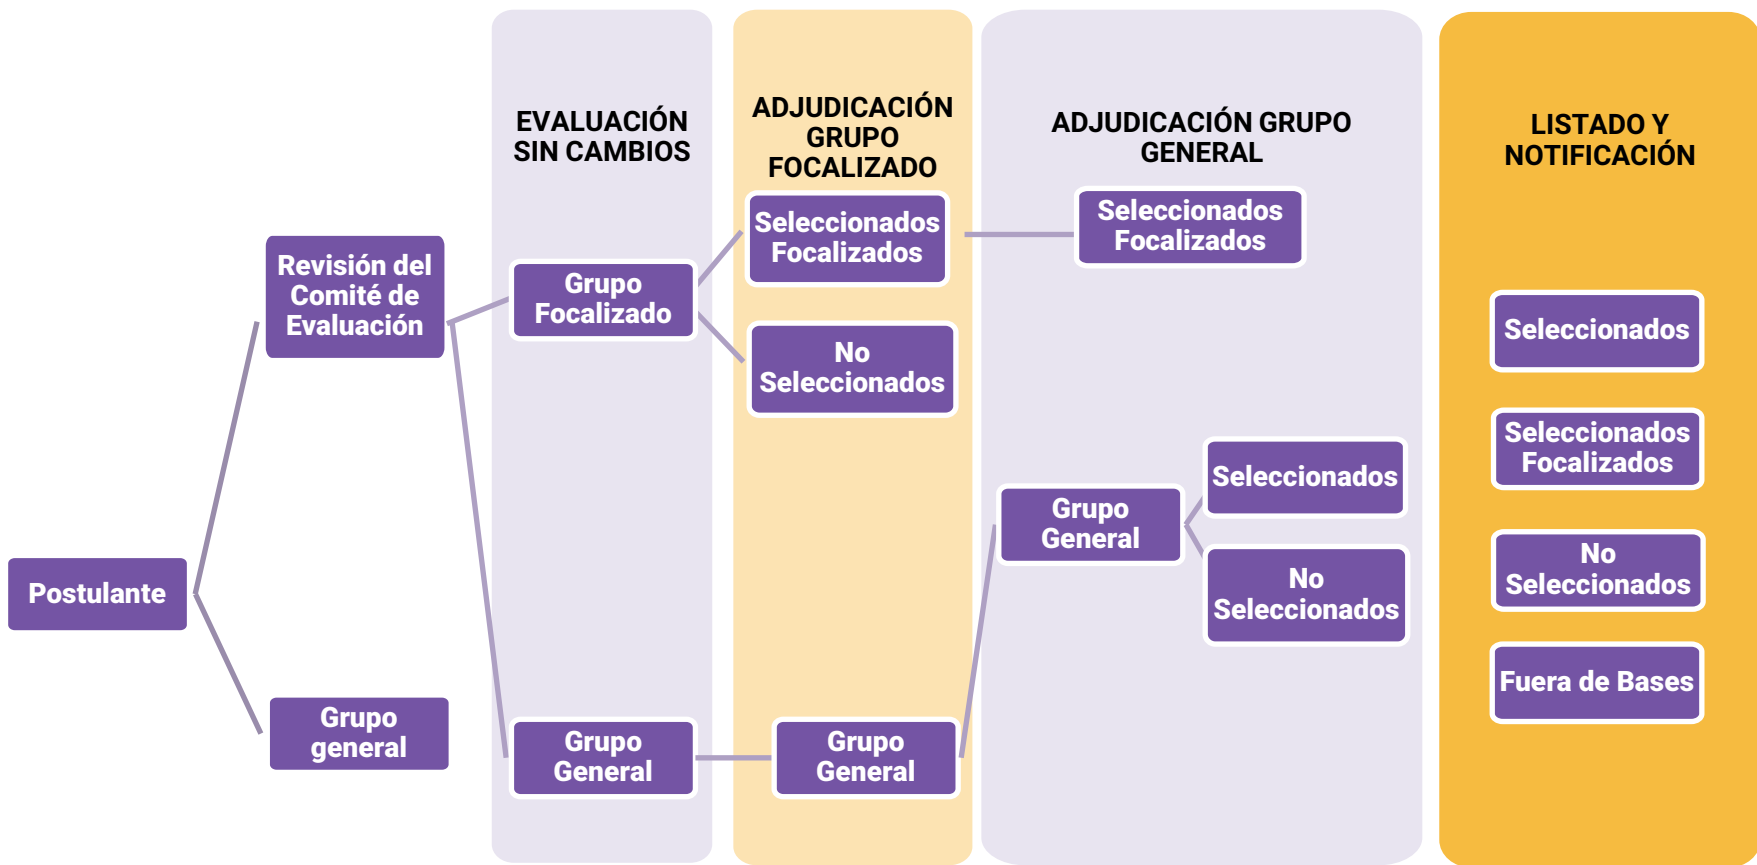 Postulante
Revisión del
Comité de
Evaluación
Grupo
general
EVALUACIÓN
SIN CAMBIOS
Grupo
Focalizado
Grupo
General
ADJUDICACIÓN
GRUPO
FOCALIZADO
Seleccionados
Focalizados
No
Seleccionados
Grupo
General
ADJUDICACIÓN GRUPO
GENERAL
Seleccionados
Focalizados
Grupo
General
Seleccionados
No
Seleccionados
LISTADO Y
NOTIFICACIÓN
Seleccionados
Seleccionados
Focalizados
No
Seleccionados
Fuera de Bases